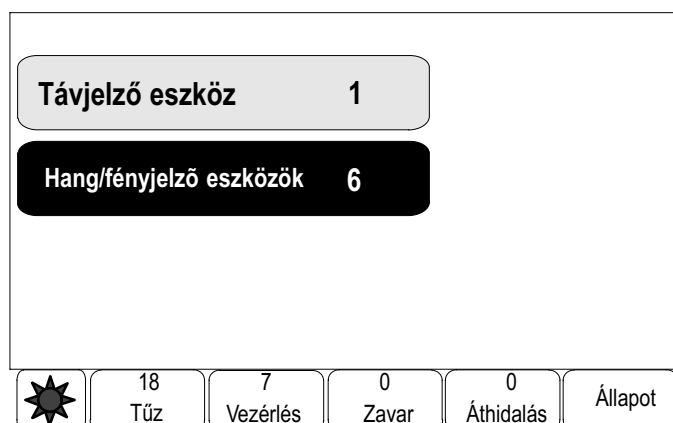 Távjelző eszköz 1
Hang/fényjelzõ eszközök 6
18 7 0 0
Tűz Vezérlés Zavar Áthidalás Állapot